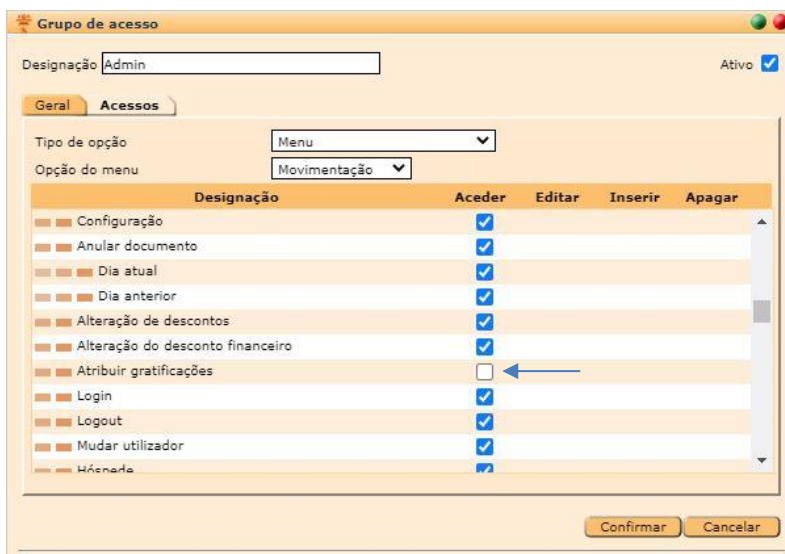 Grupo de acesso
Designação Admin Ativo
Geral Acessos
Tipo de opção Menu
Opção do menu Movimentação
Designação Aceder Editar Inserir Apagar
Configuração
Anular documento
Dia atual
Dia anterior
Alteração de descontos
Alteração do desconto financeiro
Atribuir gratificações
Login
Logout
Mudar utilizador
Hóspede
Confirmar Cancelar